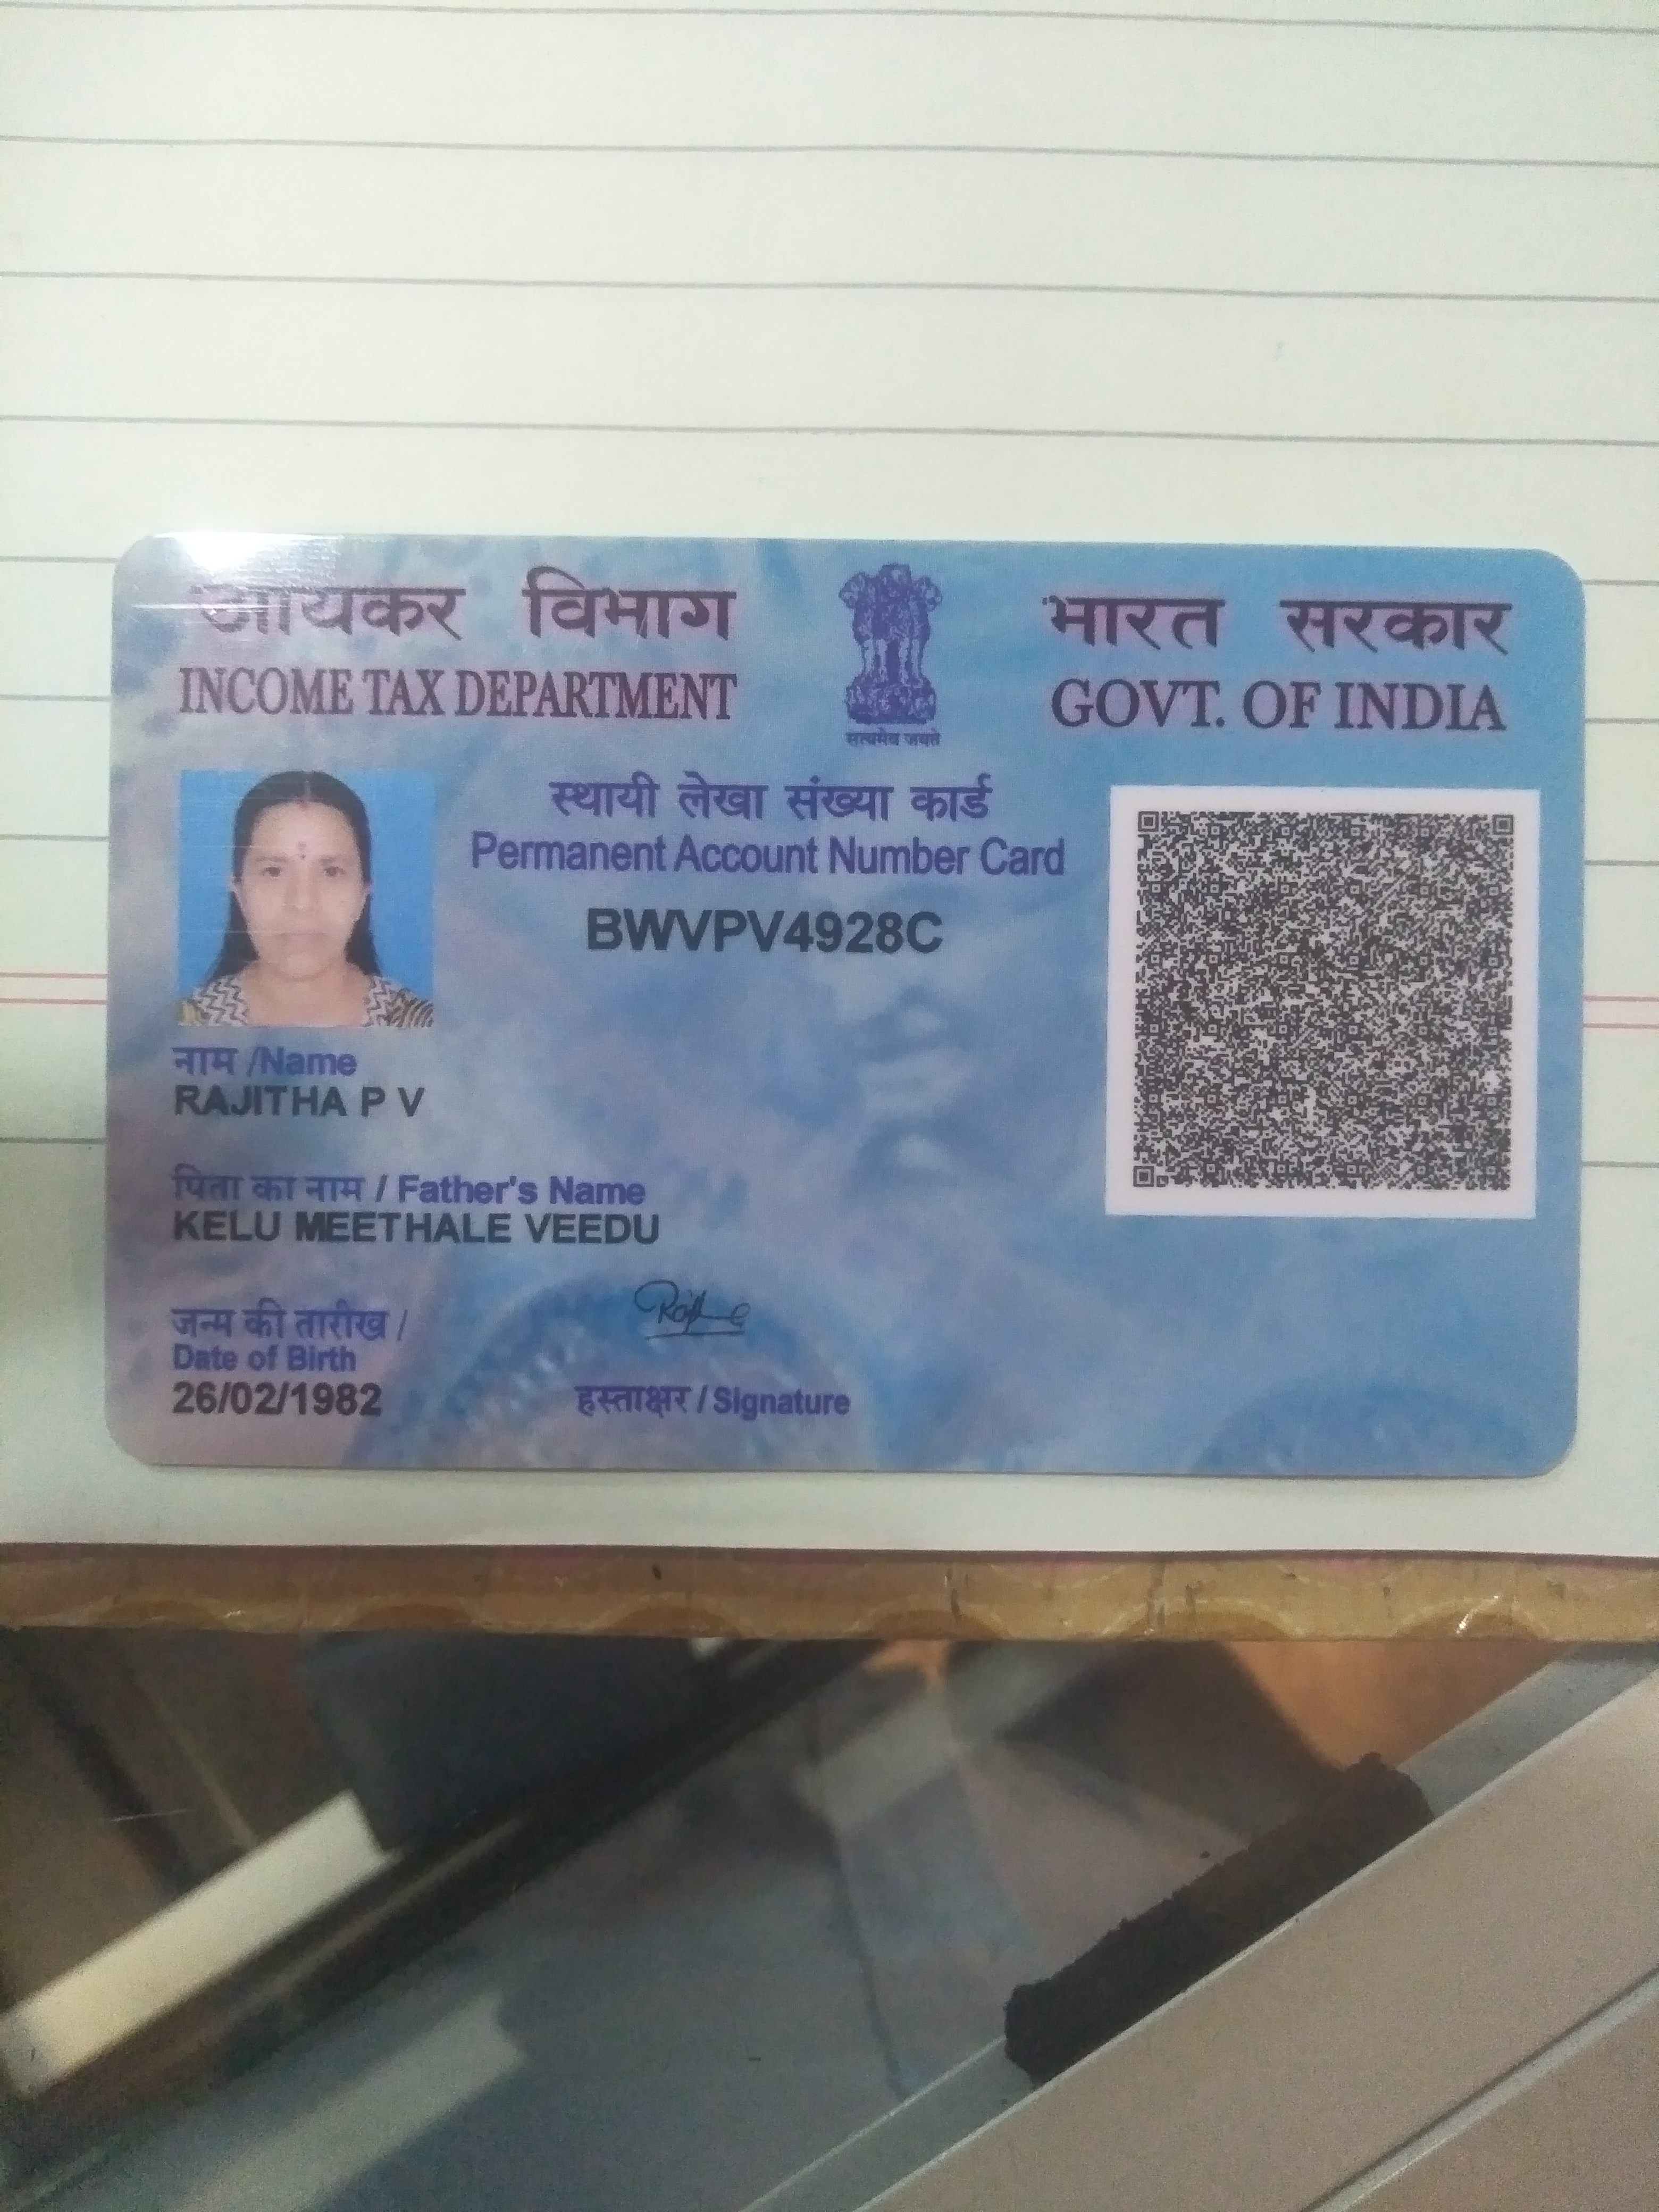 आयकर विभाग
INCOME TAX DEPARTMENT
सत्यमेव जयते
भारत सरकार
GOVT. OF INDIA
स्थायी लेखा संख्या कार्ड
Permanent Account Number Card
BWVPV4928C
नाम /Name
RAJITHA P V
पिता का नाम / Father's Name
KELU MEETHALE VEEDU
जन्म की तारीख /
Date of Birth
26/02/1982
हस्ताक्षर / Signature